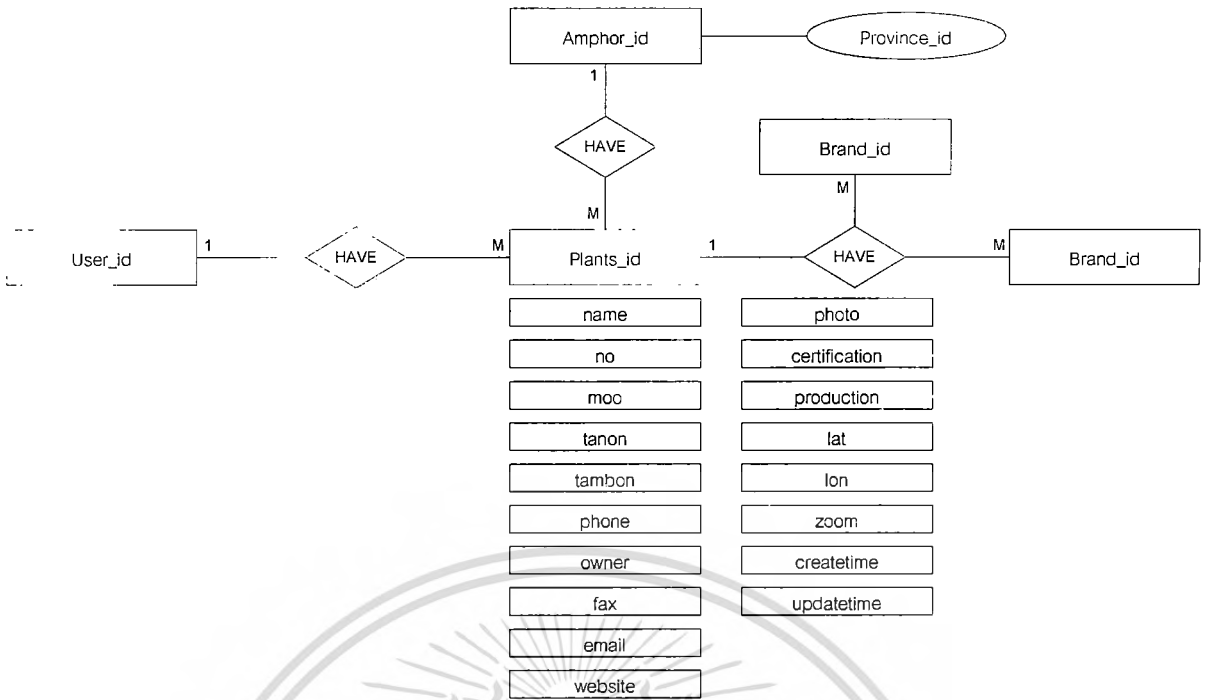 Amphor_id
Province_id
1
HAVE
Brand_id
M
M
User_id
1
HAVE
M
Plants_id
1
HAVE
M
Brand_id
name
photo
no
certification
moo
production
tanon
lat
tambon
lon
phone
zoom
owner
createtime
fax
updatetime
email
website